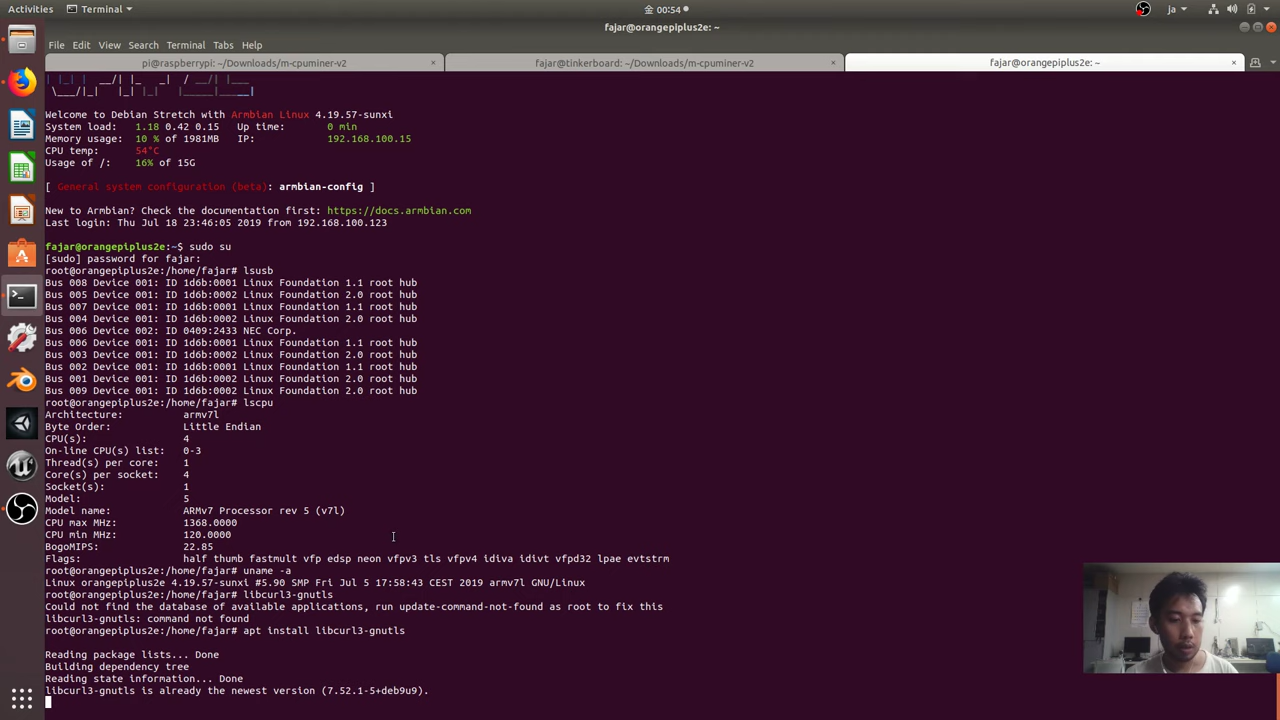 Activities
Terminal
金 00:54
ja
fajar@orangepiplus2e: ~
File Edit View Search Terminal Tabs Help
pi@raspberrypi: ~/Downloads/m-cpuminer-v2
fajar@tinkerboard: ~/Downloads/m-cpuminer-v2
fajar@orangepiplus2e: ~
Welcome to Debian Stretch with Armbian Linux 4.19.57-sunxi
System load: 1.18 0.42 0.15 Up time: 0 min
Memory usage: 10 % of 1981MB IP: 192.168.100.15
CPU temp: 54°C
Usage of /: 16% of 15G
[ General system configuration (beta): armbian-config ]
New to Armbian? Check the documentation first: https://docs.armbian.com
Last login: Thu Jul 18 23:46:05 2019 from 192.168.100.123
fajar@orangepiplus2e:~$ sudo su
[sudo] password for fajar:
root@orangepiplus2e:/home/fajar# lsusb
Bus 008 Device 001: ID 1d6b:0001 Linux Foundation 1.1 root hub
Bus 005 Device 001: ID 1d6b:0002 Linux Foundation 2.0 root hub
Bus 007 Device 001: ID 1d6b:0001 Linux Foundation 1.1 root hub
Bus 004 Device 001: ID 1d6b:0002 Linux Foundation 2.0 root hub
Bus 006 Device 002: ID 0409:2433 NEC Corp.
Bus 006 Device 001: ID 1d6b:0001 Linux Foundation 1.1 root hub
Bus 003 Device 001: ID 1d6b:0002 Linux Foundation 2.0 root hub
Bus 002 Device 001: ID 1d6b:0001 Linux Foundation 1.1 root hub
Bus 001 Device 001: ID 1d6b:0002 Linux Foundation 2.0 root hub
Bus 009 Device 001: ID 1d6b:0002 Linux Foundation 2.0 root hub
root@orangepiplus2e:/home/fajar# lscpu
Architecture: armv7l
Byte Order: Little Endian
CPU(s): 4
On-line CPU(s) list: 0-3
Thread(s) per core: 1
Core(s) per socket: 4
Socket(s): 1
Model: 5
Model name: ARMv7 Processor rev 5 (v7l)
CPU max MHz: 1368.0000
CPU min MHz: 120.0000
BogoMIPS: 22.85
Flags: half thumb fastmult vfp edsp neon vfpv3 tls vfpv4 idiva idivt vfpd32 lpae evtstrm
root@orangepiplus2e:/home/fajar# uname -a
Linux orangepiplus2e 4.19.57-sunxi #5.90 SMP Fri Jul 5 17:58:43 CEST 2019 armv7l GNU/Linux
root@orangepiplus2e:/home/fajar# libcurl3-gnutls
Could not find the database of available applications, run update-command-not-found as root to fix this
libcurl3-gnutls: command not found
root@orangepiplus2e:/home/fajar# apt install libcurl3-gnutls
Reading package lists... Done
Building dependency tree
Reading state information... Done
libcurl3-gnutls is already the newest version (7.52.1-5+deb9u9).